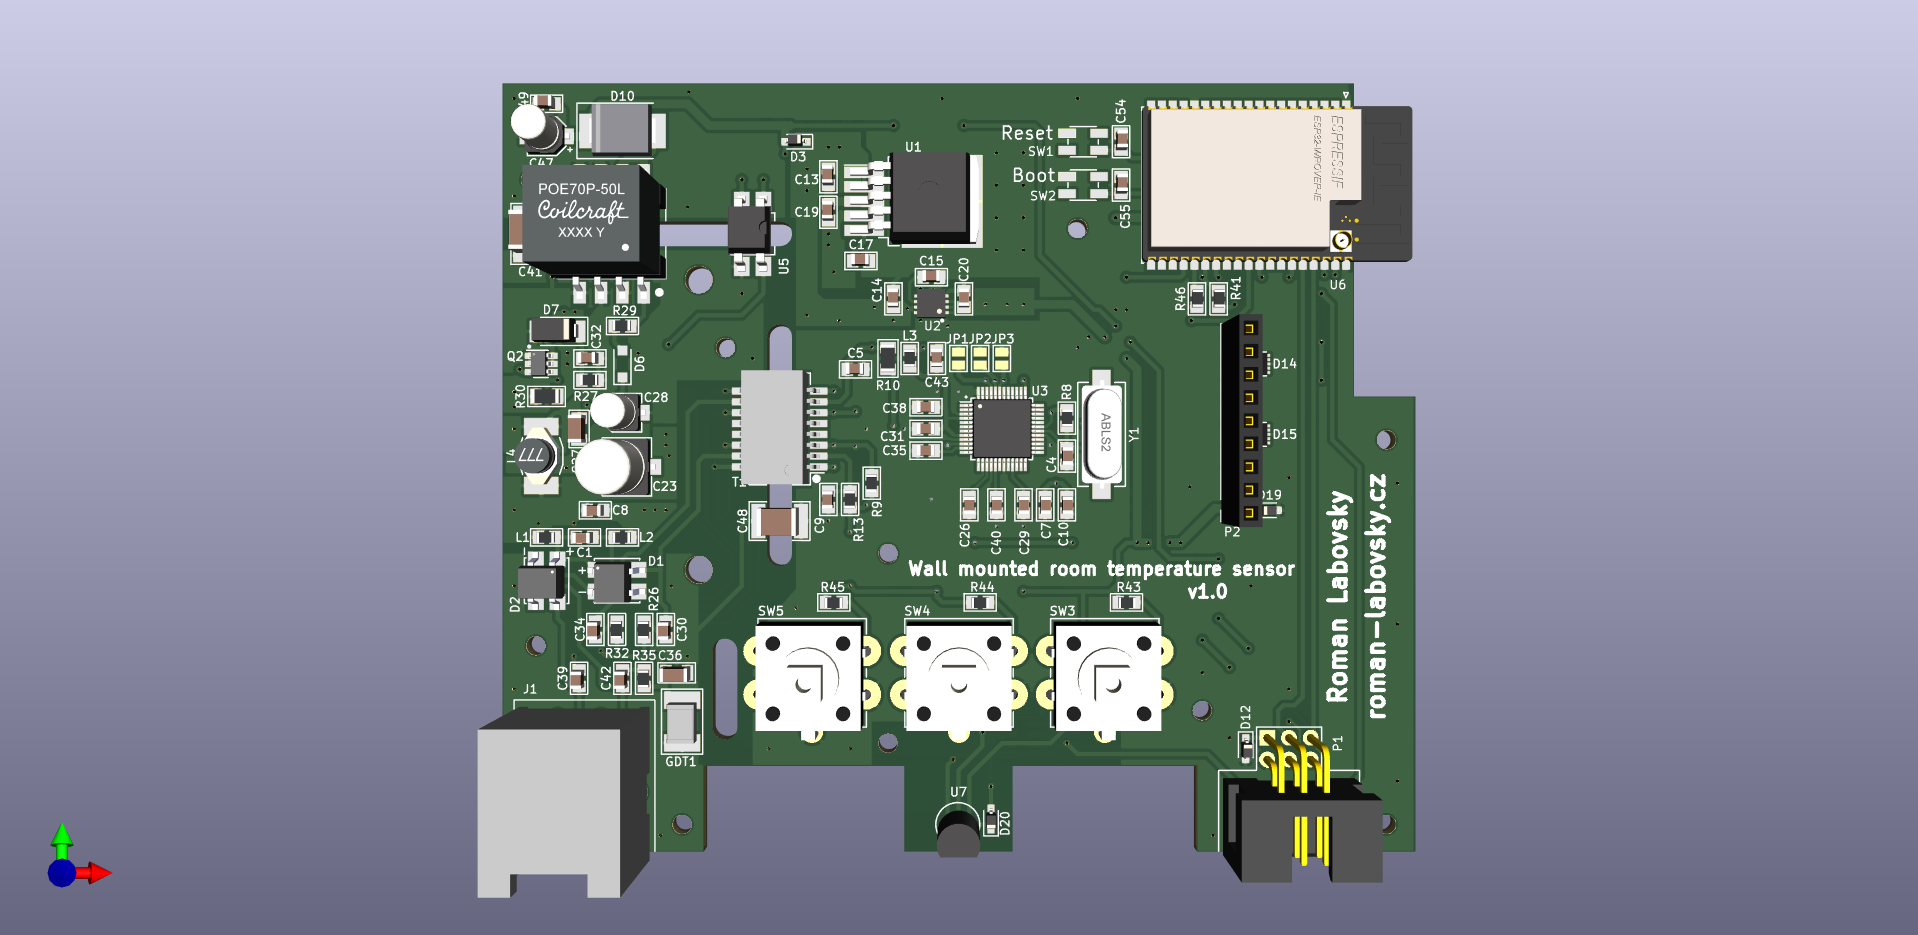 D10
C47
POE70P-50L
Coilcraft
XXXX Y
C41
D7
R29
C32
Q2
D6
R27
R30
C28
C23
C8
L1
C1
L2
D1
D2
R26
C34
R32
R35
C30
C39
C42
C36
J1
GDT1
D3
U5
C13
C19
U1
C17
C15
C14
C20
U2
Reset
SW1
Boot
SW2
C54
C55
ESPRESSIF
U6
R46
R41
C5
R10
L3
C43
JP1
JP2
JP3
C38
C31
C35
U3
R8
C4
ABLS2
Y1
D14
D15
D19
P2
C48
C9
R13
R9
C26
C40
C29
C7
C10
Wall mounted room temperature sensor
v1.0
Roman Labovsky
roman-labovsky.cz
R45
R44
R43
SW5
SW4
SW3
D12
P1
U7
D20